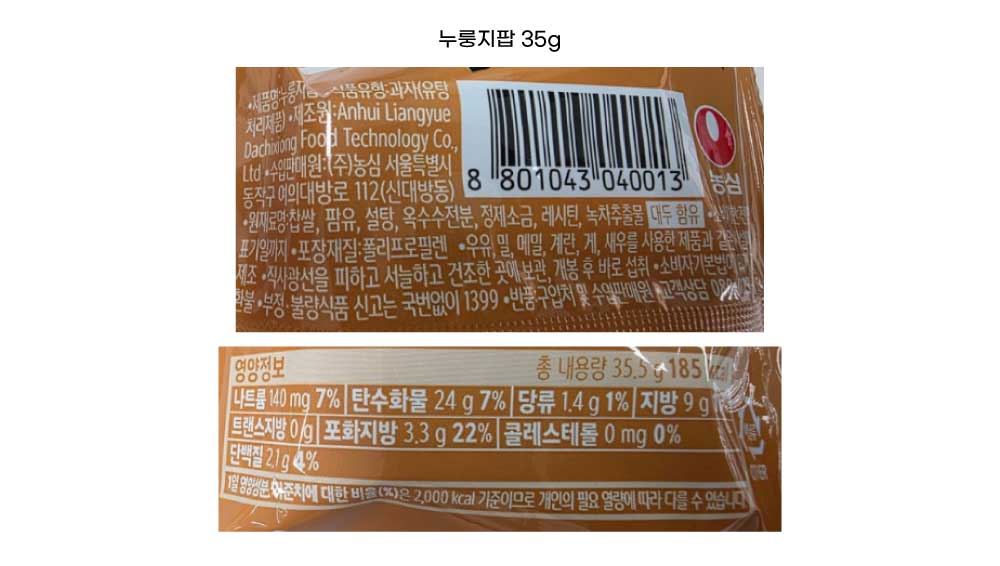 누룽지팝 35g
•제품명:누룽지팝 •식품유형:과자(유탕
처리제품) •제조원:Anhui Liangyue
Dachixiong Food Technology Co.,
Ltd •수입판매원:(주)농심 서울특별시
동작구 여의대방로 112(신대방동)
8 801043 040013
농심
•원재료명:찹쌀, 팜유, 설탕, 옥수수전분, 정제소금, 레시틴, 녹차추출물 대두 함유
표기일까지 •포장재질:폴리프로필렌 •우유, 밀, 메밀, 계란, 게, 새우를 사용한 제품과 같은
제조 •직사광선을 피하고 서늘하고 건조한 곳에 보관, 개봉 후 바로 섭취 •소비자기본법에
환불 •부정·불량식품 신고는 국번없이 1399 •반품:구입처 및 수입판매원 •고객상담 080
영양정보 총 내용량 35.5 g 185 kcal
나트륨 140 mg 7% 탄수화물 24 g 7% 당류 1.4 g 1% 지방 9 g
트랜스지방 0 g 포화지방 3.3 g 22% 콜레스테롤 0 mg 0%
단백질 2.1 g 4%
1일 영양성분 기준치에 대한 비율(%)은 2,000 kcal 기준이므로 개인의 필요 열량에 따라 다를 수 있습니다